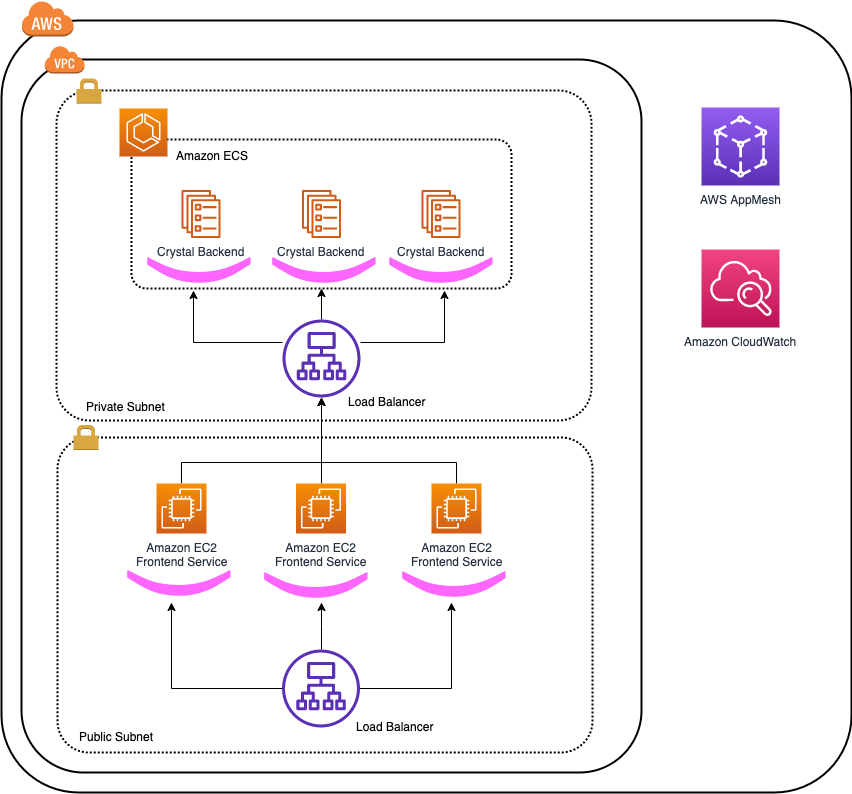 AWS
VPC
Amazon ECS
Crystal Backend
Crystal Backend
Crystal Backend
AWS AppMesh
Amazon CloudWatch
Load Balancer
Private Subnet
Amazon EC2
Frontend Service
Amazon EC2
Frontend Service
Amazon EC2
Frontend Service
Load Balancer
Public Subnet